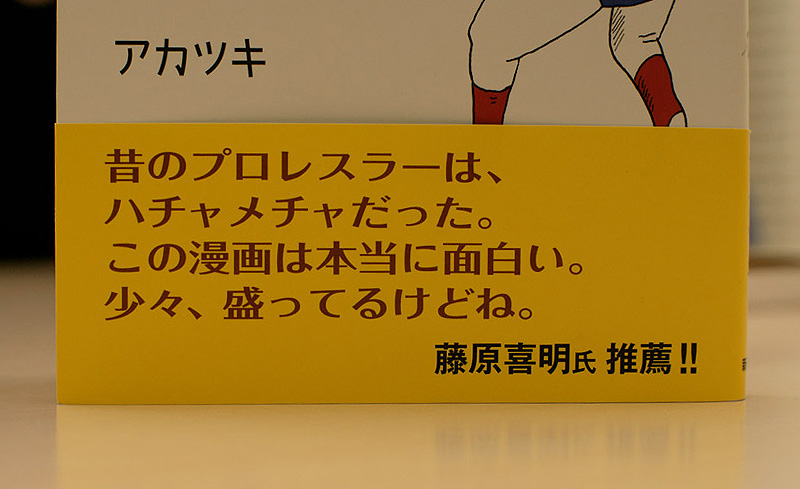 アカツキ
昔のプロレスラーは、
ハチャメチャだった。
この漫画は本当に面白い。
少々、盛ってるけどね。
藤原喜明氏 推薦!!